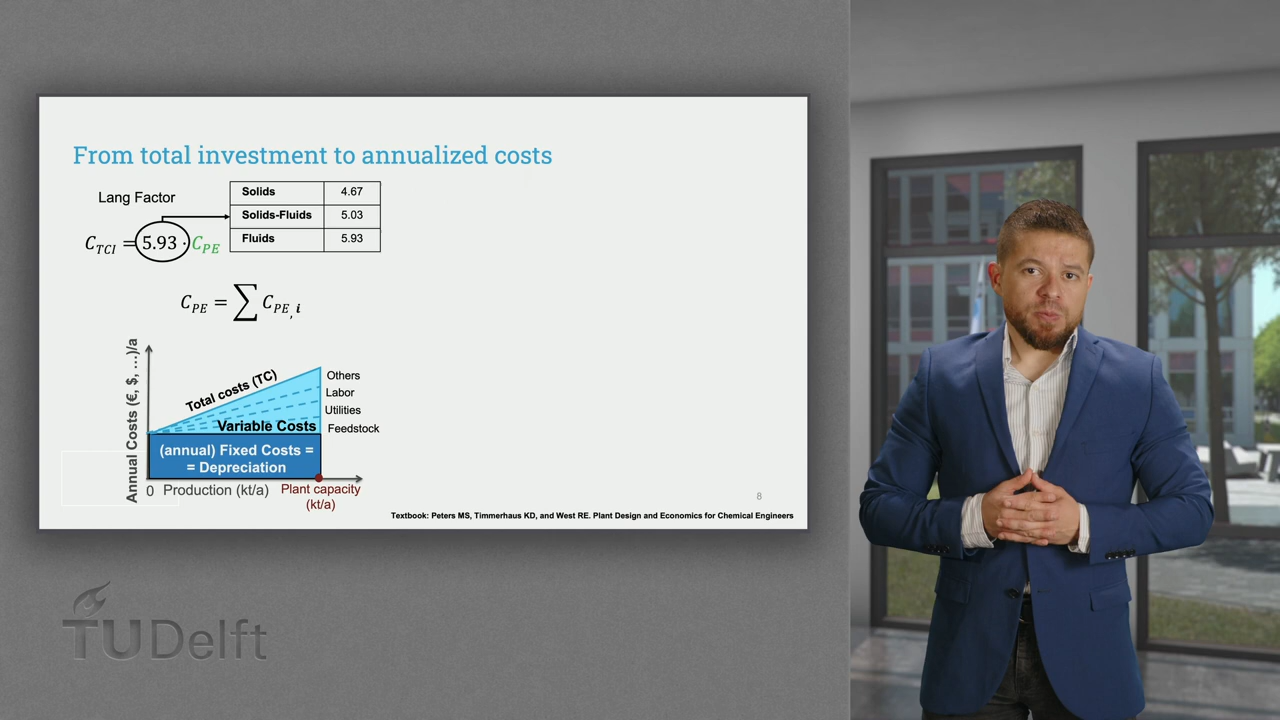 From total investment to annualized costs
Lang Factor
Solids 4.67
Solids-Fluids 5.03
Fluids 5.93
C_TCI = 5.93 · C_PE
C_PE = ∑ C_PE, i
Annual Costs (€, $, …)/a
Total costs (TC)
Others
Labor
Utilities
Variable Costs
Feedstock
(annual) Fixed Costs =
= Depreciation
0 Production (kt/a)
Plant capacity
(kt/a)
8
Textbook: Peters MS, Timmerhaus KD, and West RE. Plant Design and Economics for Chemical Engineers
TUDelft